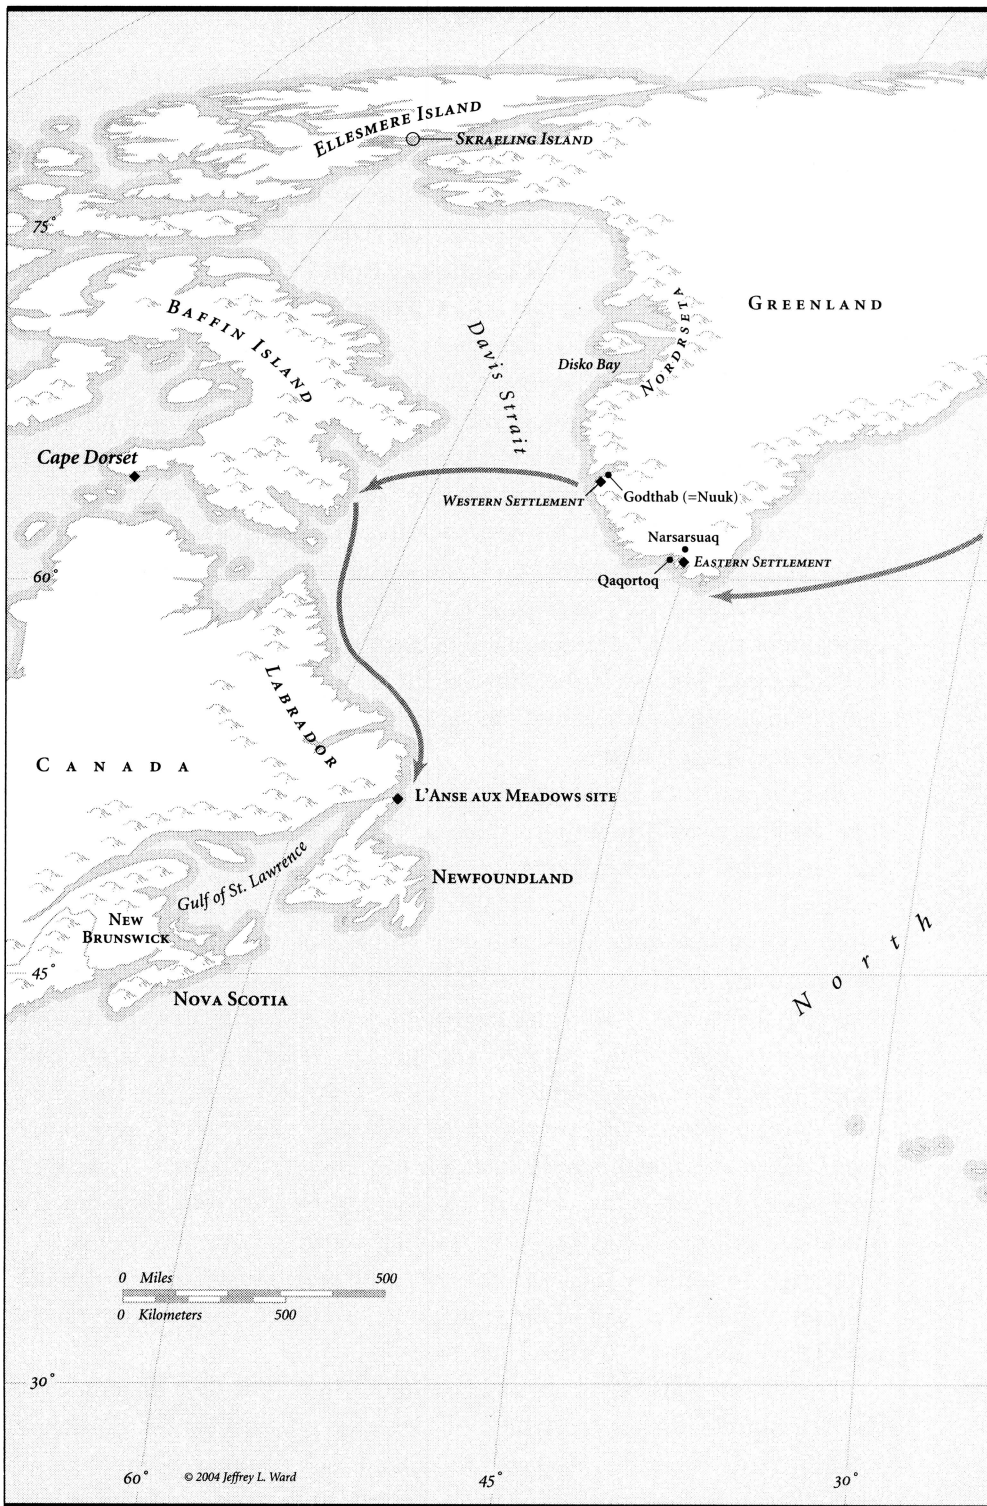 ELLESMERE ISLAND
SKRAELING ISLAND
75°
BAFFIN ISLAND
Davis Strait
GREENLAND
NORDRSETA
Disko Bay
Cape Dorset
WESTERN SETTLEMENT
Godthab (=Nuuk)
Narsarsuaq
EASTERN SETTLEMENT
Qaqortoq
60°
LABRADOR
CANADA
L'ANSE AUX MEADOWS SITE
Gulf of St. Lawrence
NEWFOUNDLAND
NEW
BRUNSWICK
North
45°
NOVA SCOTIA
0 Miles 500
0 Kilometers 500
30°
60°
© 2004 Jeffrey L. Ward
45°
30°